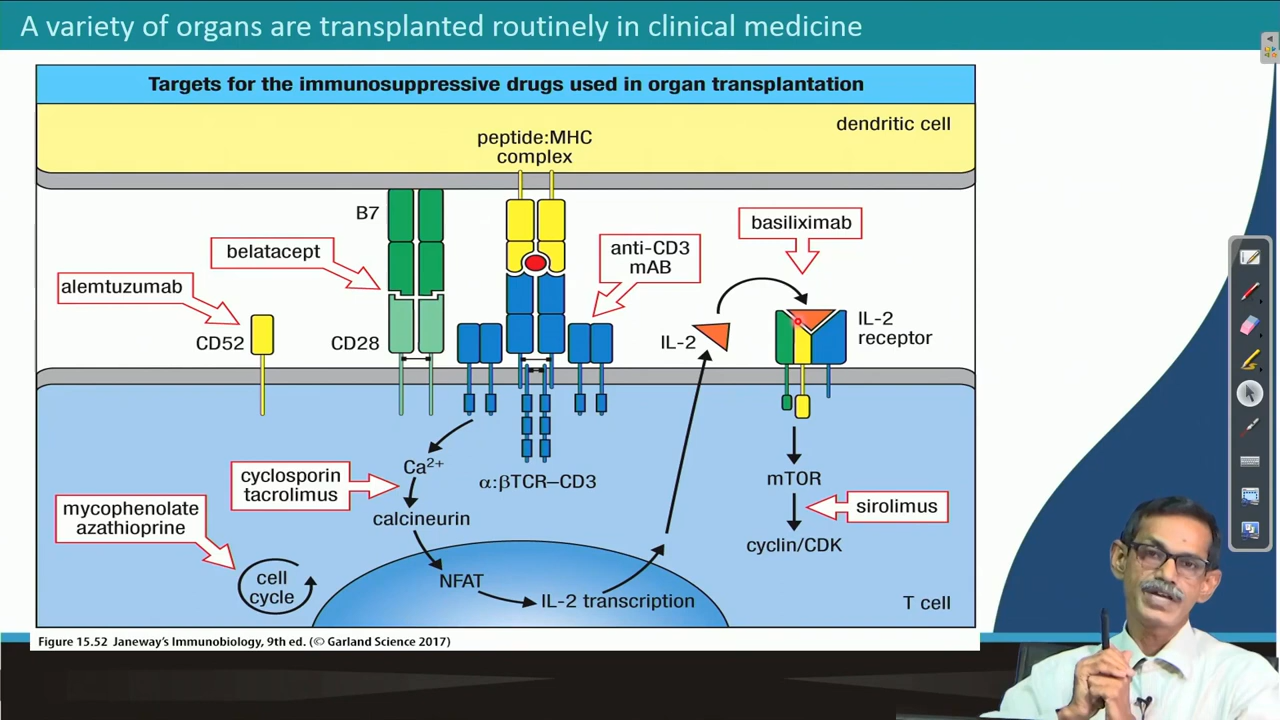 A variety of organs are transplanted routinely in clinical medicine
Targets for the immunosuppressive drugs used in organ transplantation
dendritic cell
peptide:MHC
complex
B7
basiliximab
belatacept
anti-CD3
mAB
alemtuzumab
CD52
CD28
IL-2
IL-2
receptor
Ca²⁺
α:βTCR–CD3
cyclosporin
tacrolimus
mTOR
mycophenolate
azathioprine
calcineurin
sirolimus
cyclin/CDK
cell
cycle
NFAT
IL-2 transcription
T cell
Figure 15.52 Janeway's Immunobiology, 9th ed. (© Garland Science 2017)